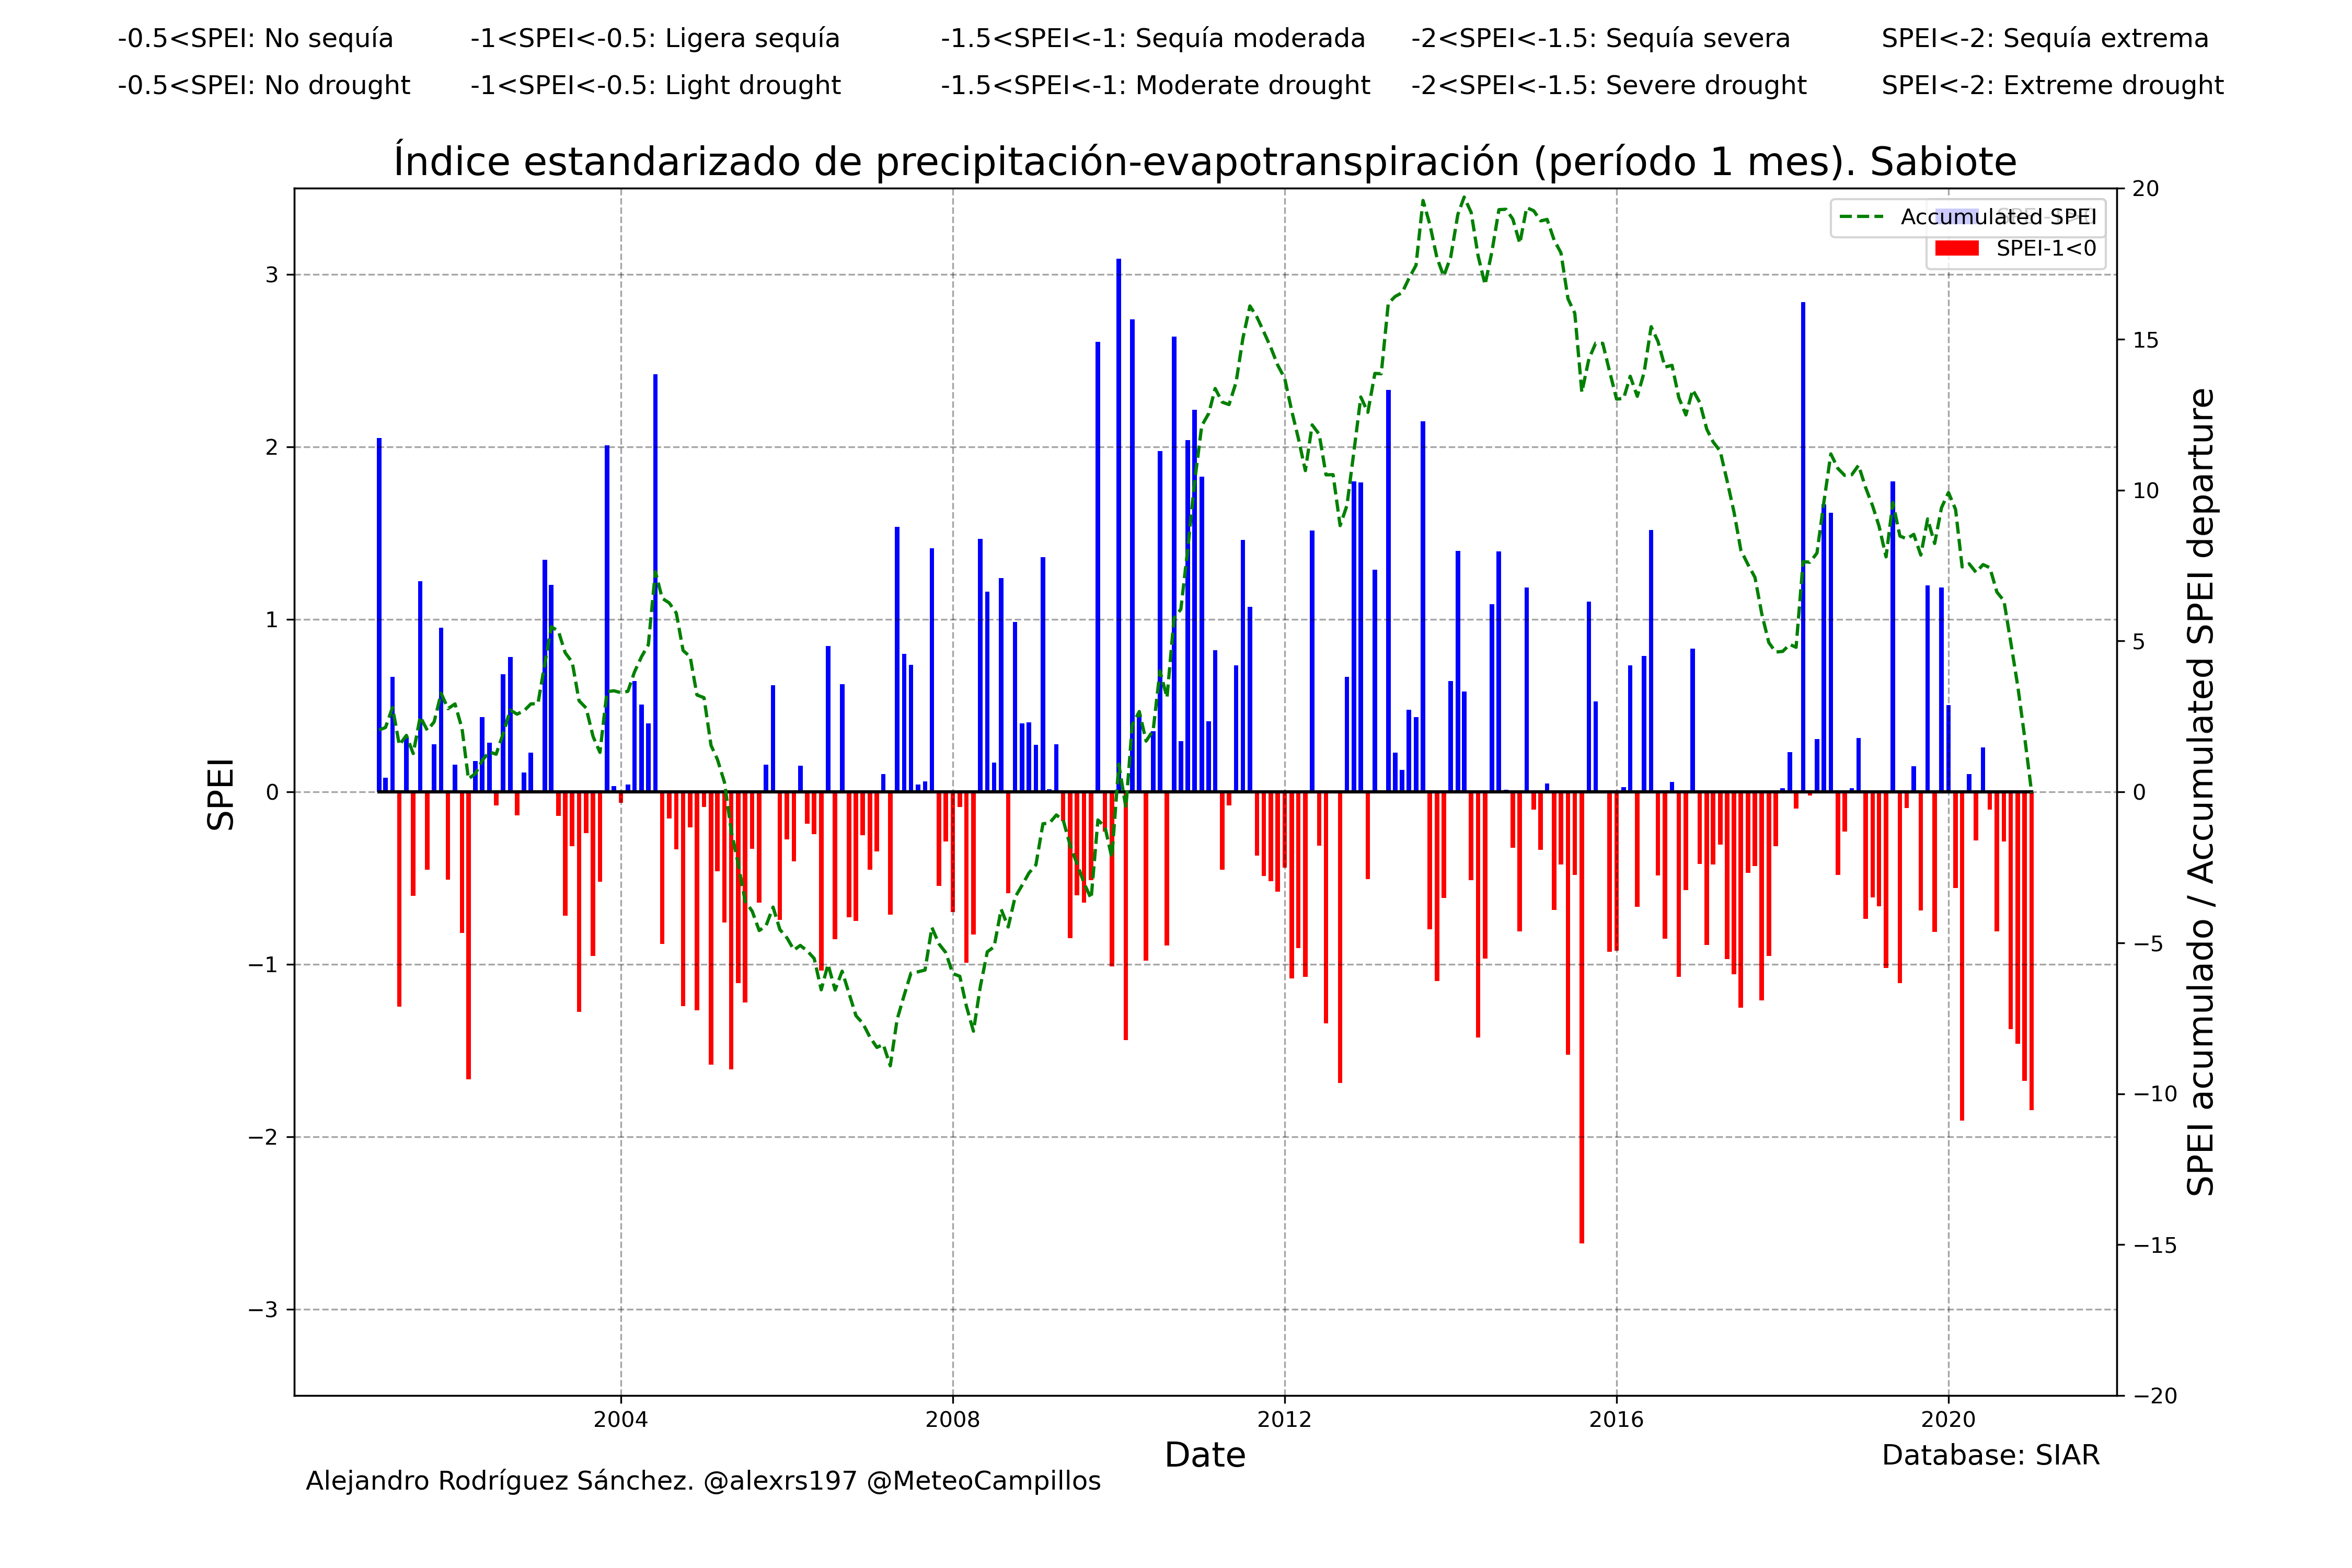 -0.5<SPEI: No sequía -1<SPEI<-0.5: Ligera sequía -1.5<SPEI<-1: Sequía moderada -2<SPEI<-1.5: Sequía severa SPEI<-2: Sequía extrema
-0.5<SPEI: No drought -1<SPEI<-0.5: Light drought -1.5<SPEI<-1: Moderate drought -2<SPEI<-1.5: Severe drought SPEI<-2: Extreme drought
Índice estandarizado de precipitación-evapotranspiración (período 1 mes). Sabiote
Accumulated SPEI
SPEI-1<0
SPEI
3
2
1
0
−1
−2
−3
20
15
10
5
0
−5
−10
−15
−20
SPEI acumulado / Accumulated SPEI departure
2004 2008 2012 2016 2020
Date
Database: SIAR
Alejandro Rodríguez Sánchez. @alexrs197 @MeteoCampillos